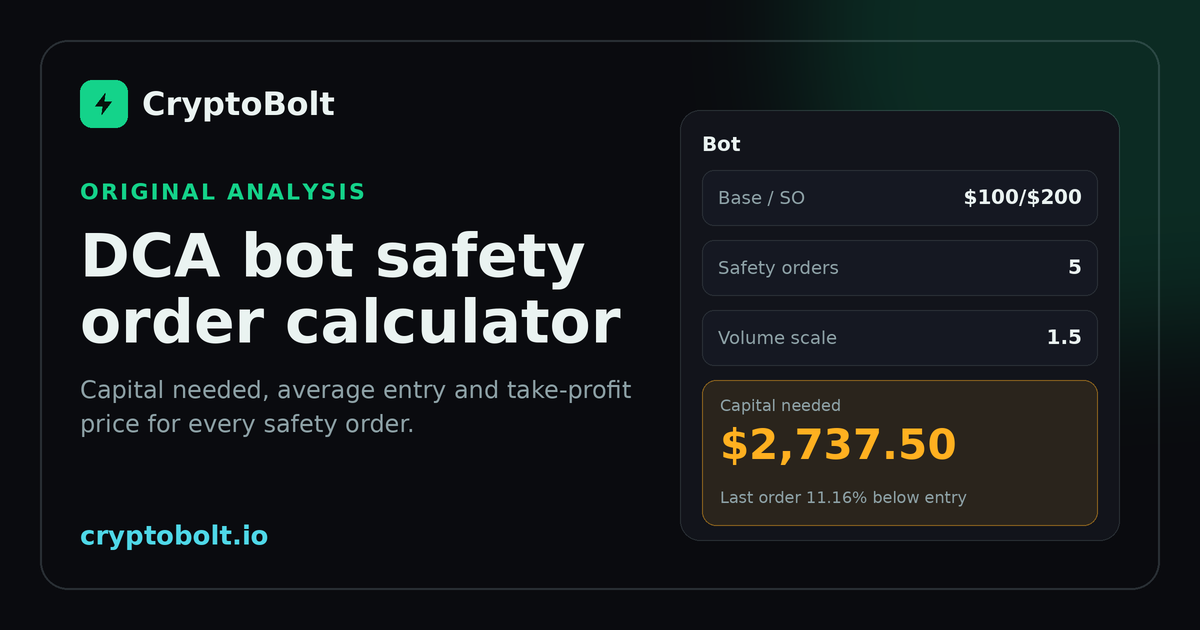 CryptoBolt
ORIGINAL ANALYSIS
DCA bot safety
order calculator
Capital needed, average entry and take-profit
price for every safety order.
cryptobolt.io
Bot
Base / SO $100/$200
Safety orders 5
Volume scale 1.5
Capital needed
$2,737.50
Last order 11.16% below entry